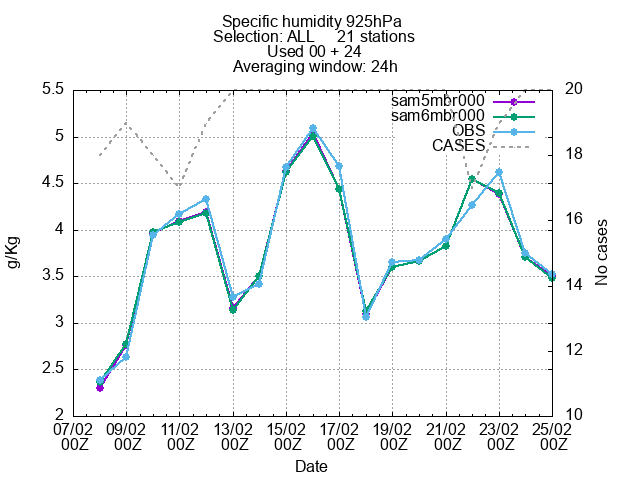 Specific humidity 925hPa
Selection: ALL 21 stations
Used 00 + 24
Averaging window: 24h
sam5mbr000
sam6mbr000
OBS
CASES
5.5
5
4.5
4
3.5
3
2.5
2
g/Kg
20
18
16
14
12
10
No cases
07/02 09/02 11/02 13/02 15/02 17/02 19/02 21/02 23/02 25/02
00Z 00Z 00Z 00Z 00Z 00Z 00Z 00Z 00Z 00Z
Date